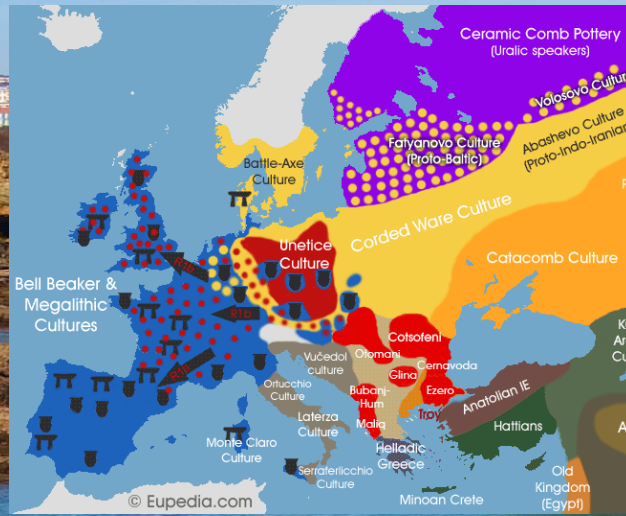 Ceramic Comb Pottery
(Uralic speakers)
Volosovo Cultur
Fatyanovo Culture
(Proto-Baltic)
Abashevo Culture
(Proto-Indo-Iranian
Battle-Axe
Culture
Corded Ware Culture
Unetice
Culture
R1b
R1b
R1b
Bell Beaker &
Megalithic
Cultures
Catacomb Culture
Cotsofeni
Vučedol
culture
Otomani
Glina
Cernavoda
Ortucchio
Culture
Bubanj-
Hum
Ezero
Anatolian IE
Laterza
Culture
Maliq
Troy
Hattians
Monte Claro
Culture
Helladic
Greece
Serraferlicchio
Culture
Minoan Crete
Old
Kingdom
(Egypt)
© Eupedia.com